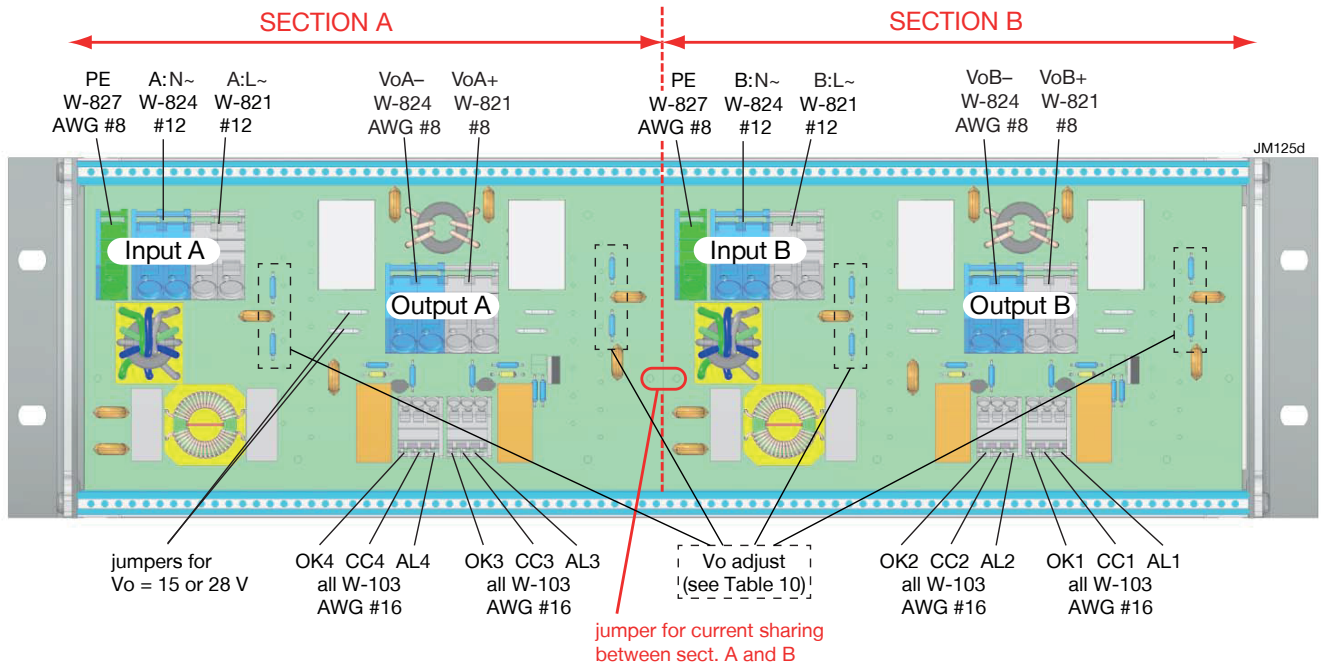 SECTION A
SECTION B
PE
W-827
AWG #8
A:N~
W-824
#12
A:L~
W-821
#12
VoA–
W-824
AWG #8
VoA+
W-821
#8
PE
W-827
AWG #8
B:N~
W-824
#12
B:L~
W-821
#12
VoB–
W-824
AWG #8
VoB+
W-821
#8
JM125d
Input A
Output A
Input B
Output B
jumpers for
Vo = 15 or 28 V
OK4 CC4 AL4
all W-103
AWG #16
OK3 CC3 AL3
all W-103
AWG #16
Vo adjust
(see Table 10)
OK2 CC2 AL2
all W-103
AWG #16
OK1 CC1 AL1
all W-103
AWG #16
jumper for current sharing
between sect. A and B